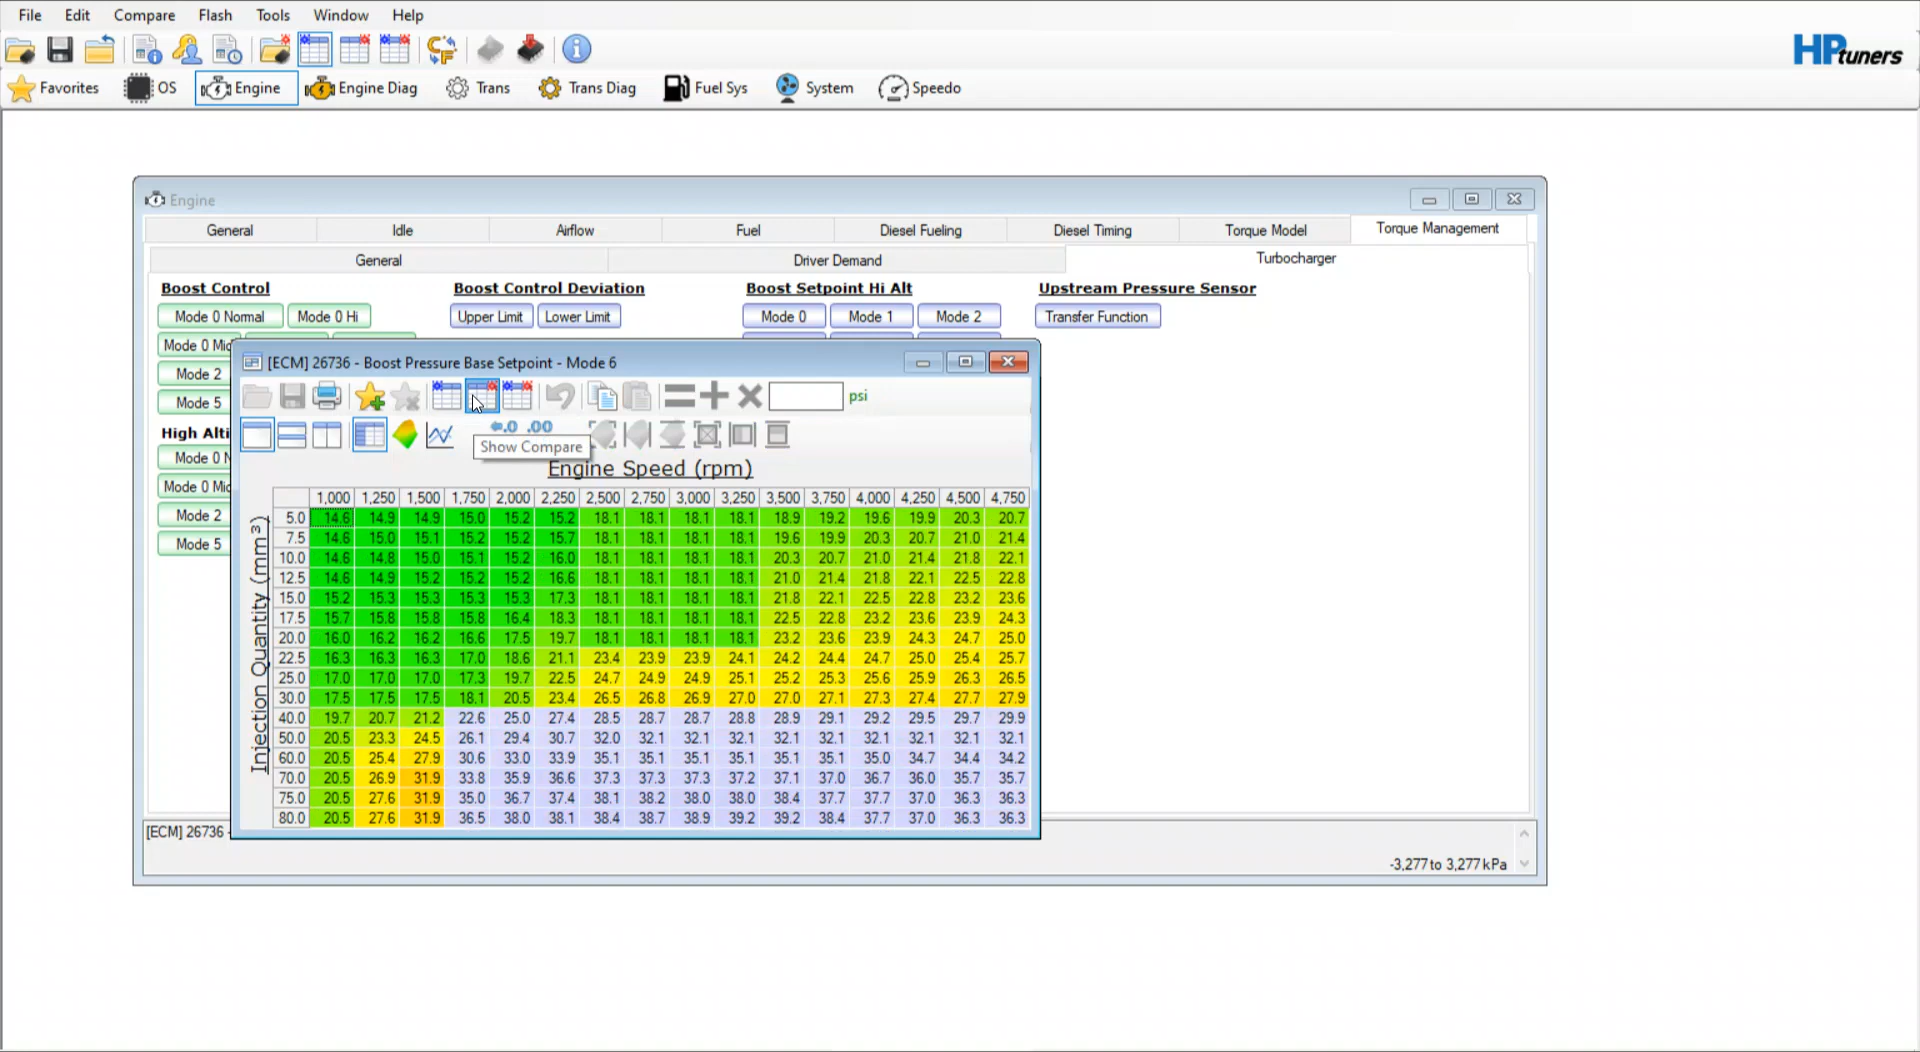 File Edit Compare Flash Tools Window Help
HPtuners
Favorites OS Engine Engine Diag Trans Trans Diag Fuel Sys System Speedo
Engine
General Idle Airflow Fuel Diesel Fueling Diesel Timing Torque Model Torque Management
General Driver Demand Turbocharger
Boost Control Boost Control Deviation Boost Setpoint Hi Alt Upstream Pressure Sensor
Mode 0 Normal Mode 0 Hi Upper Limit Lower Limit Mode 0 Mode 1 Mode 2 Transfer Function
Mode 0 Mid
Mode 2
Mode 5
High Alti
Mode 0 N
Mode 0 Mid
Mode 2
Mode 5
[ECM] 26736 - Boost Pressure Base Setpoint - Mode 6
psi
.0 .00
Show Compare
Engine Speed (rpm)
Injection Quantity (mm³)
1,000 1,250 1,500 1,750 2,000 2,250 2,500 2,750 3,000 3,250 3,500 3,750 4,000 4,250 4,500 4,750
5.0 14.6 14.9 14.9 15.0 15.2 15.2 18.1 18.1 18.1 18.1 18.9 19.2 19.6 19.9 20.3 20.7
7.5 14.6 15.0 15.1 15.2 15.2 15.7 18.1 18.1 18.1 18.1 19.6 19.9 20.3 20.7 21.0 21.4
10.0 14.6 14.8 15.0 15.1 15.2 16.0 18.1 18.1 18.1 18.1 20.3 20.7 21.0 21.4 21.8 22.1
12.5 14.6 14.9 15.2 15.2 15.2 16.6 18.1 18.1 18.1 18.1 21.0 21.4 21.8 22.1 22.5 22.8
15.0 15.2 15.3 15.3 15.3 15.3 17.3 18.1 18.1 18.1 18.1 21.8 22.1 22.5 22.8 23.2 23.6
17.5 15.7 15.8 15.8 15.8 16.4 18.3 18.1 18.1 18.1 18.1 22.5 22.8 23.2 23.6 23.9 24.3
20.0 16.0 16.2 16.2 16.6 17.5 19.7 18.1 18.1 18.1 18.1 23.2 23.6 23.9 24.3 24.7 25.0
22.5 16.3 16.3 16.3 17.0 18.6 21.1 23.4 23.9 23.9 24.1 24.2 24.4 24.7 25.0 25.4 25.7
25.0 17.0 17.0 17.0 17.3 19.7 22.5 24.7 24.9 24.9 25.1 25.2 25.3 25.6 25.9 26.3 26.5
30.0 17.5 17.5 17.5 18.1 20.5 23.4 26.5 26.8 26.9 27.0 27.0 27.1 27.3 27.4 27.7 27.9
40.0 19.7 20.7 21.2 22.6 25.0 27.4 28.5 28.7 28.7 28.8 28.9 29.1 29.2 29.5 29.7 29.9
50.0 20.5 23.3 24.5 26.1 29.4 30.7 32.0 32.1 32.1 32.1 32.1 32.1 32.1 32.1 32.1 32.1
60.0 20.5 25.4 27.9 30.6 33.0 33.9 35.1 35.1 35.1 35.1 35.1 35.1 35.0 34.7 34.4 34.2
70.0 20.5 26.9 31.9 33.8 35.9 36.6 37.3 37.3 37.3 37.2 37.1 37.0 36.7 36.0 35.7 35.7
75.0 20.5 27.6 31.9 35.0 36.7 37.4 38.1 38.2 38.0 38.0 38.4 37.7 37.7 37.0 36.3 36.3
80.0 20.5 27.6 31.9 36.5 38.0 38.1 38.4 38.7 38.9 39.2 39.2 38.4 37.7 37.0 36.3 36.3
[ECM] 26736 -
-3,277 to 3,277 kPa